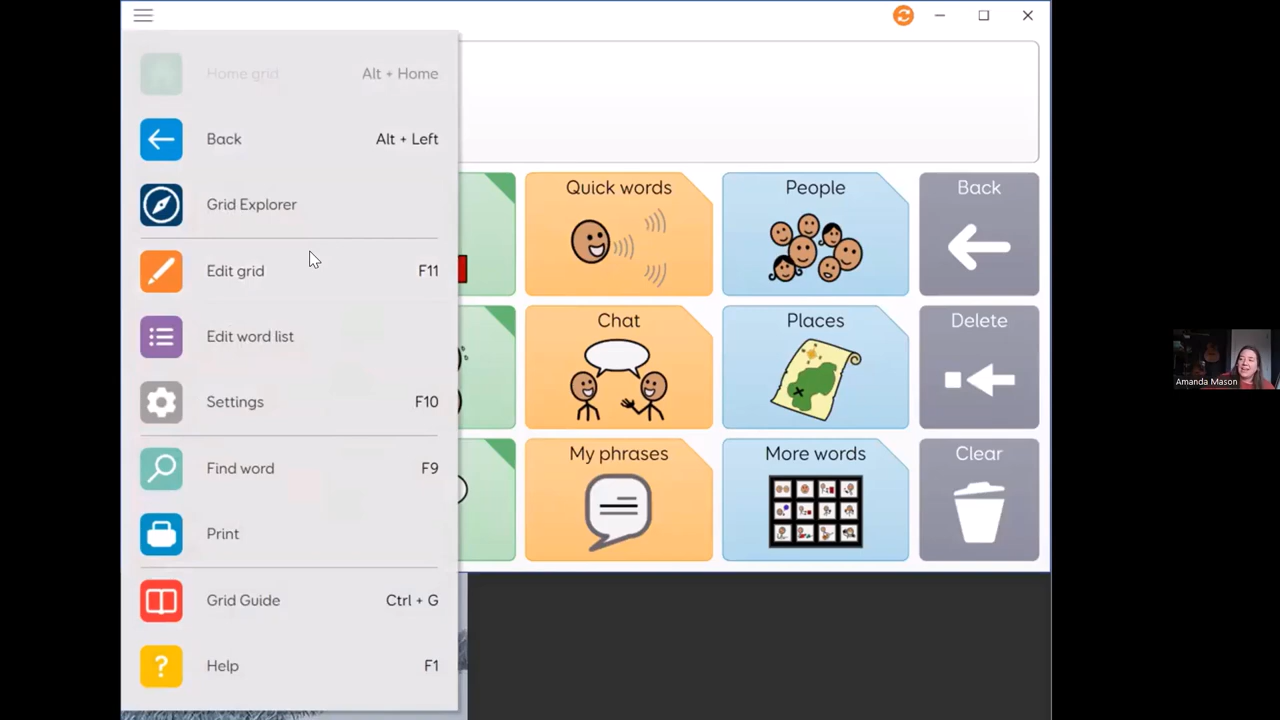 Home grid Alt + Home
Back Alt + Left
Grid Explorer
Edit grid F11
Edit word list
Settings F10
Find word F9
Print
Grid Guide Ctrl + G
Help F1
Quick words People Back
Chat Places Delete
My phrases More words Clear
Amanda Mason